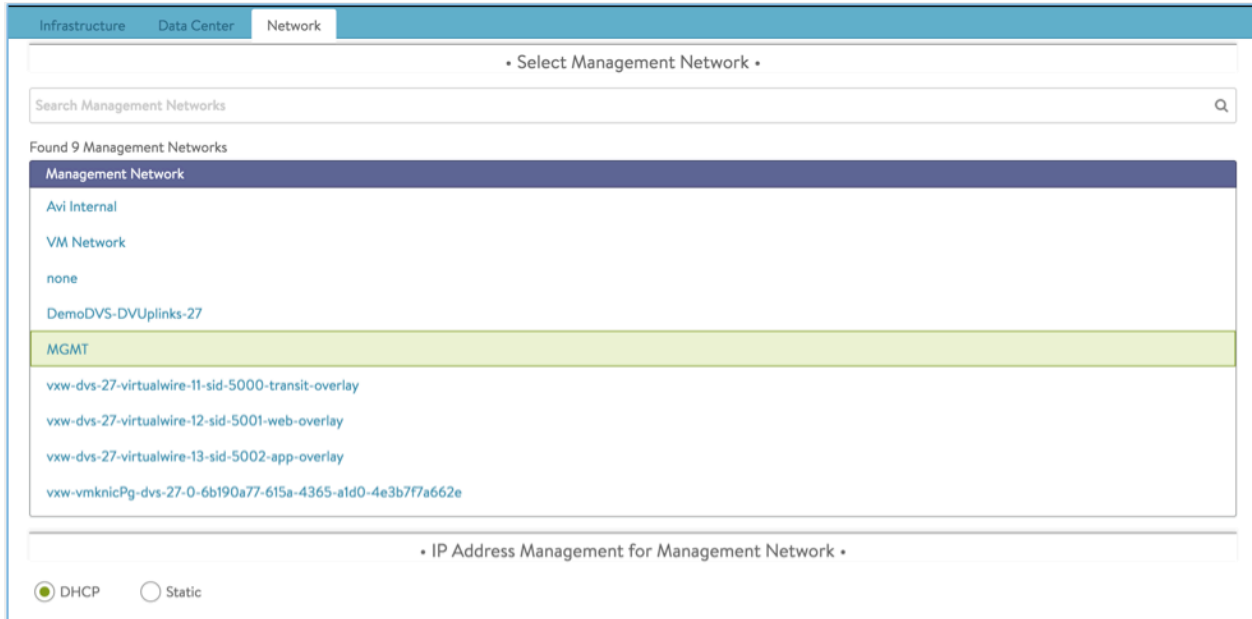 Infrastructure Data Center Network
• Select Management Network •
Search Management Networks
Found 9 Management Networks
Management Network
Avi Internal
VM Network
none
DemoDVS-DVUplinks-27
MGMT
vxw-dvs-27-virtualwire-11-sid-5000-transit-overlay
vxw-dvs-27-virtualwire-12-sid-5001-web-overlay
vxw-dvs-27-virtualwire-13-sid-5002-app-overlay
vxw-vmknicPg-dvs-27-0-6b190a77-615a-4365-a1d0-4e3b7f7a662e
• IP Address Management for Management Network •
DHCP Static